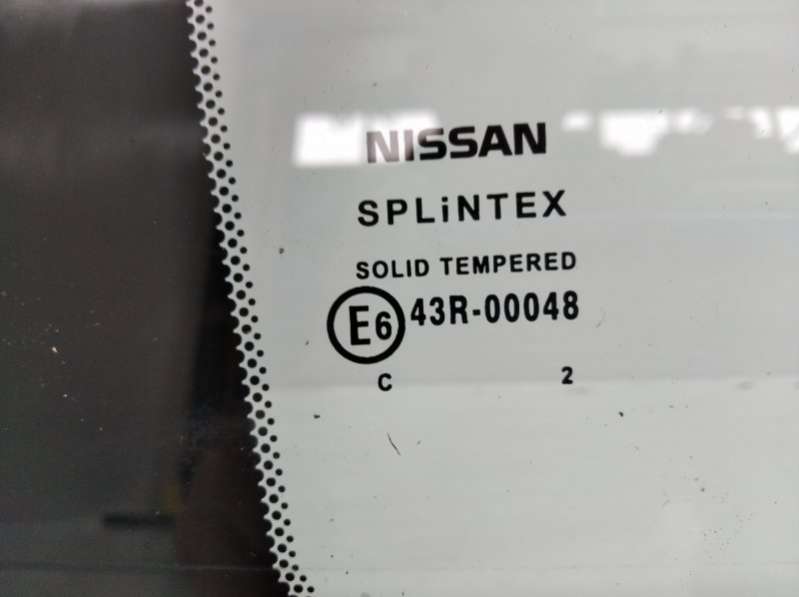 NISSAN
SPLiNTEX
SOLID TEMPERED
E6 43R-00048
C 2